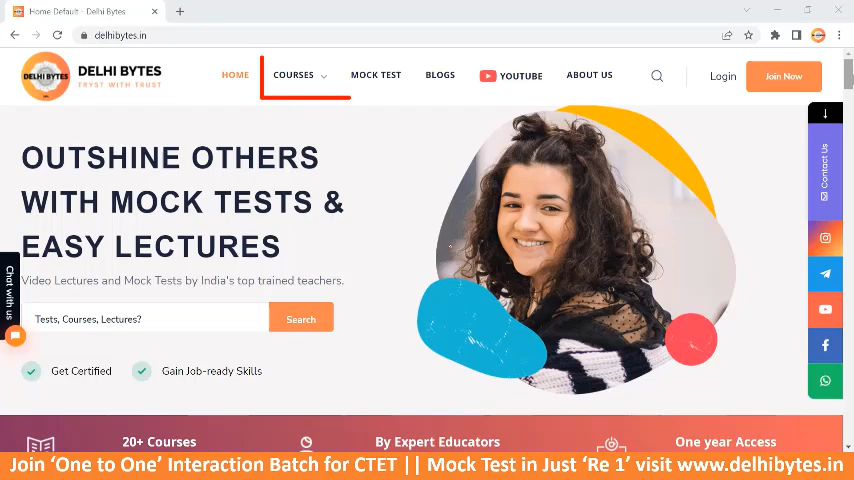 Home Default - Delhi Bytes
delhibytes.in
DELHI BYTES
DELHI BYTES
TRYST WITH TRUST
HOME
COURSES
MOCK TEST
BLOGS
YOUTUBE
ABOUT US
Login
Join Now
OUTSHINE OTHERS
WITH MOCK TESTS &
EASY LECTURES
Video Lectures and Mock Tests by India's top trained teachers.
Tests, Courses, Lectures?
Search
Get Certified
Gain Job-ready Skills
Chat with us
Contact Us
20+ Courses
By Expert Educators
One year Access
Join ‘One to One’ Interaction Batch for CTET || Mock Test in Just ‘Re 1’ visit www.delhibytes.in